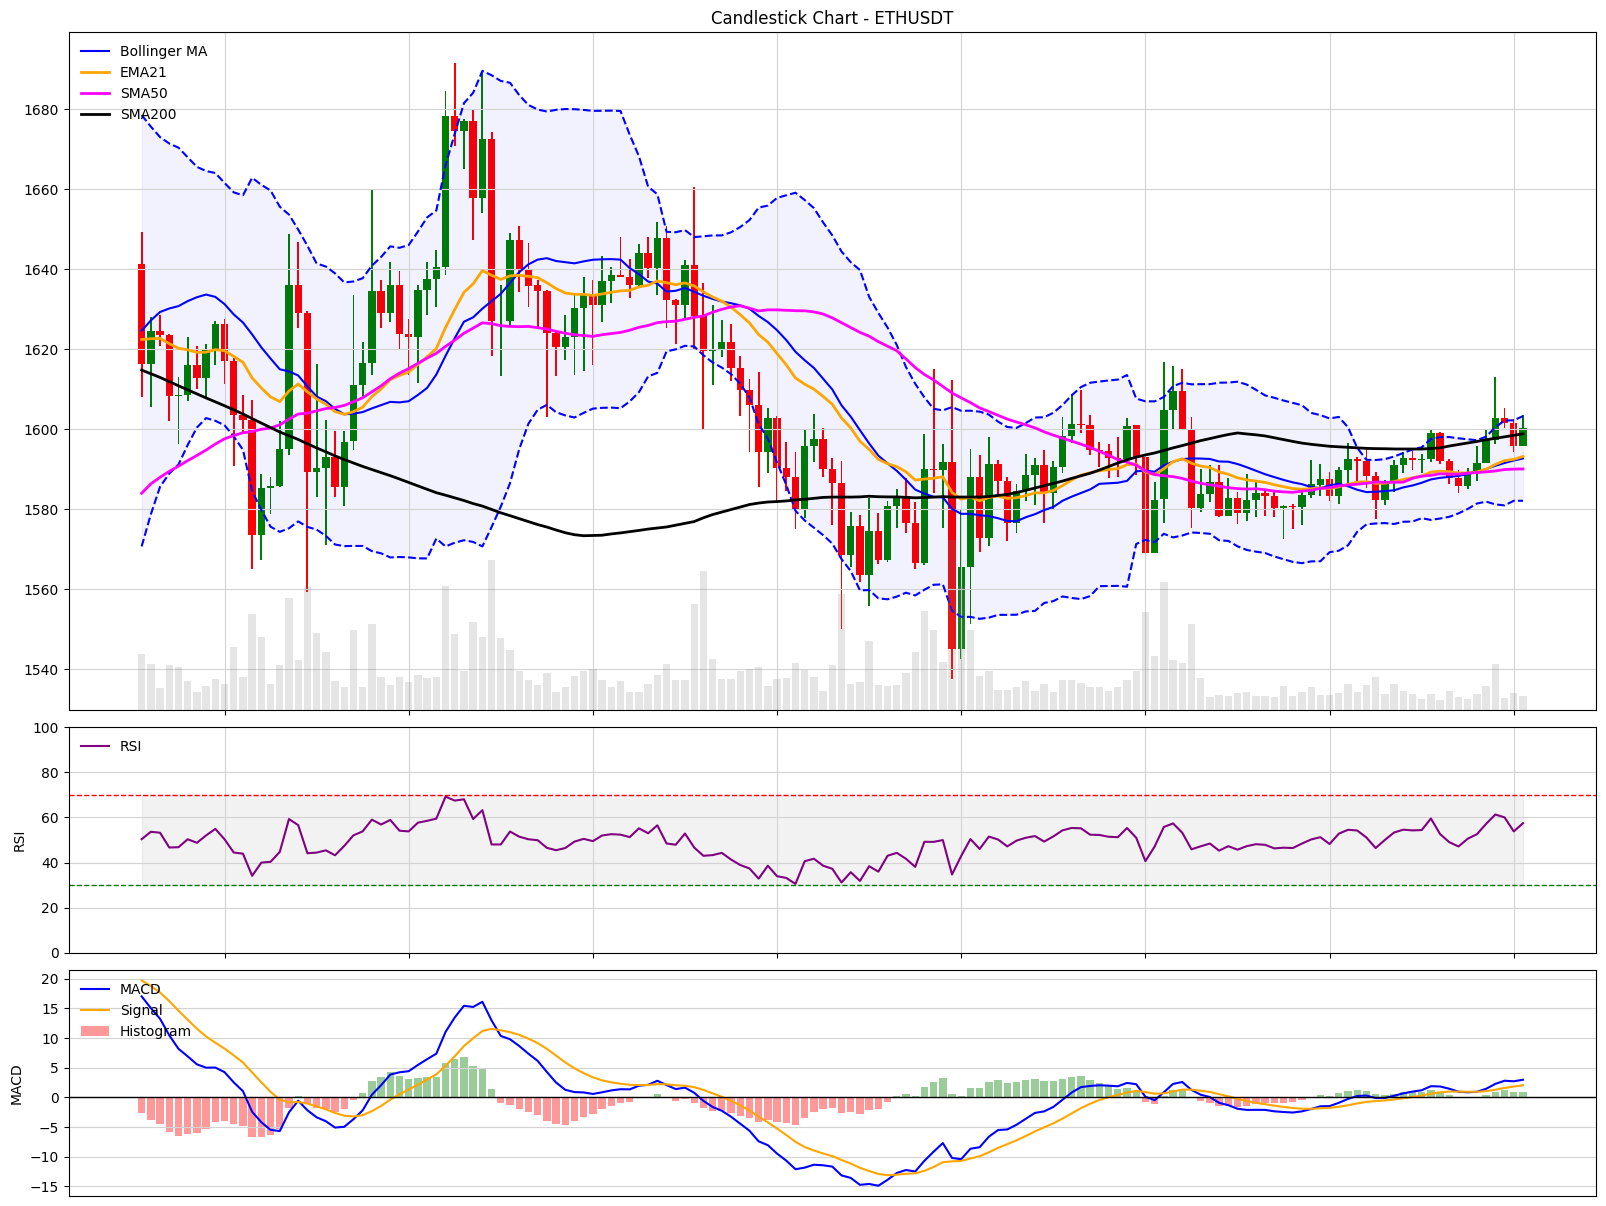 Candlestick Chart - ETHUSDT
Bollinger MA
EMA21
SMA50
SMA200
1680
1660
1640
1620
1600
1580
1560
1540
100
80
60
40
20
0
RSI
RSI
20
15
10
5
0
−5
−10
−15
MACD
MACD
Signal
Histogram